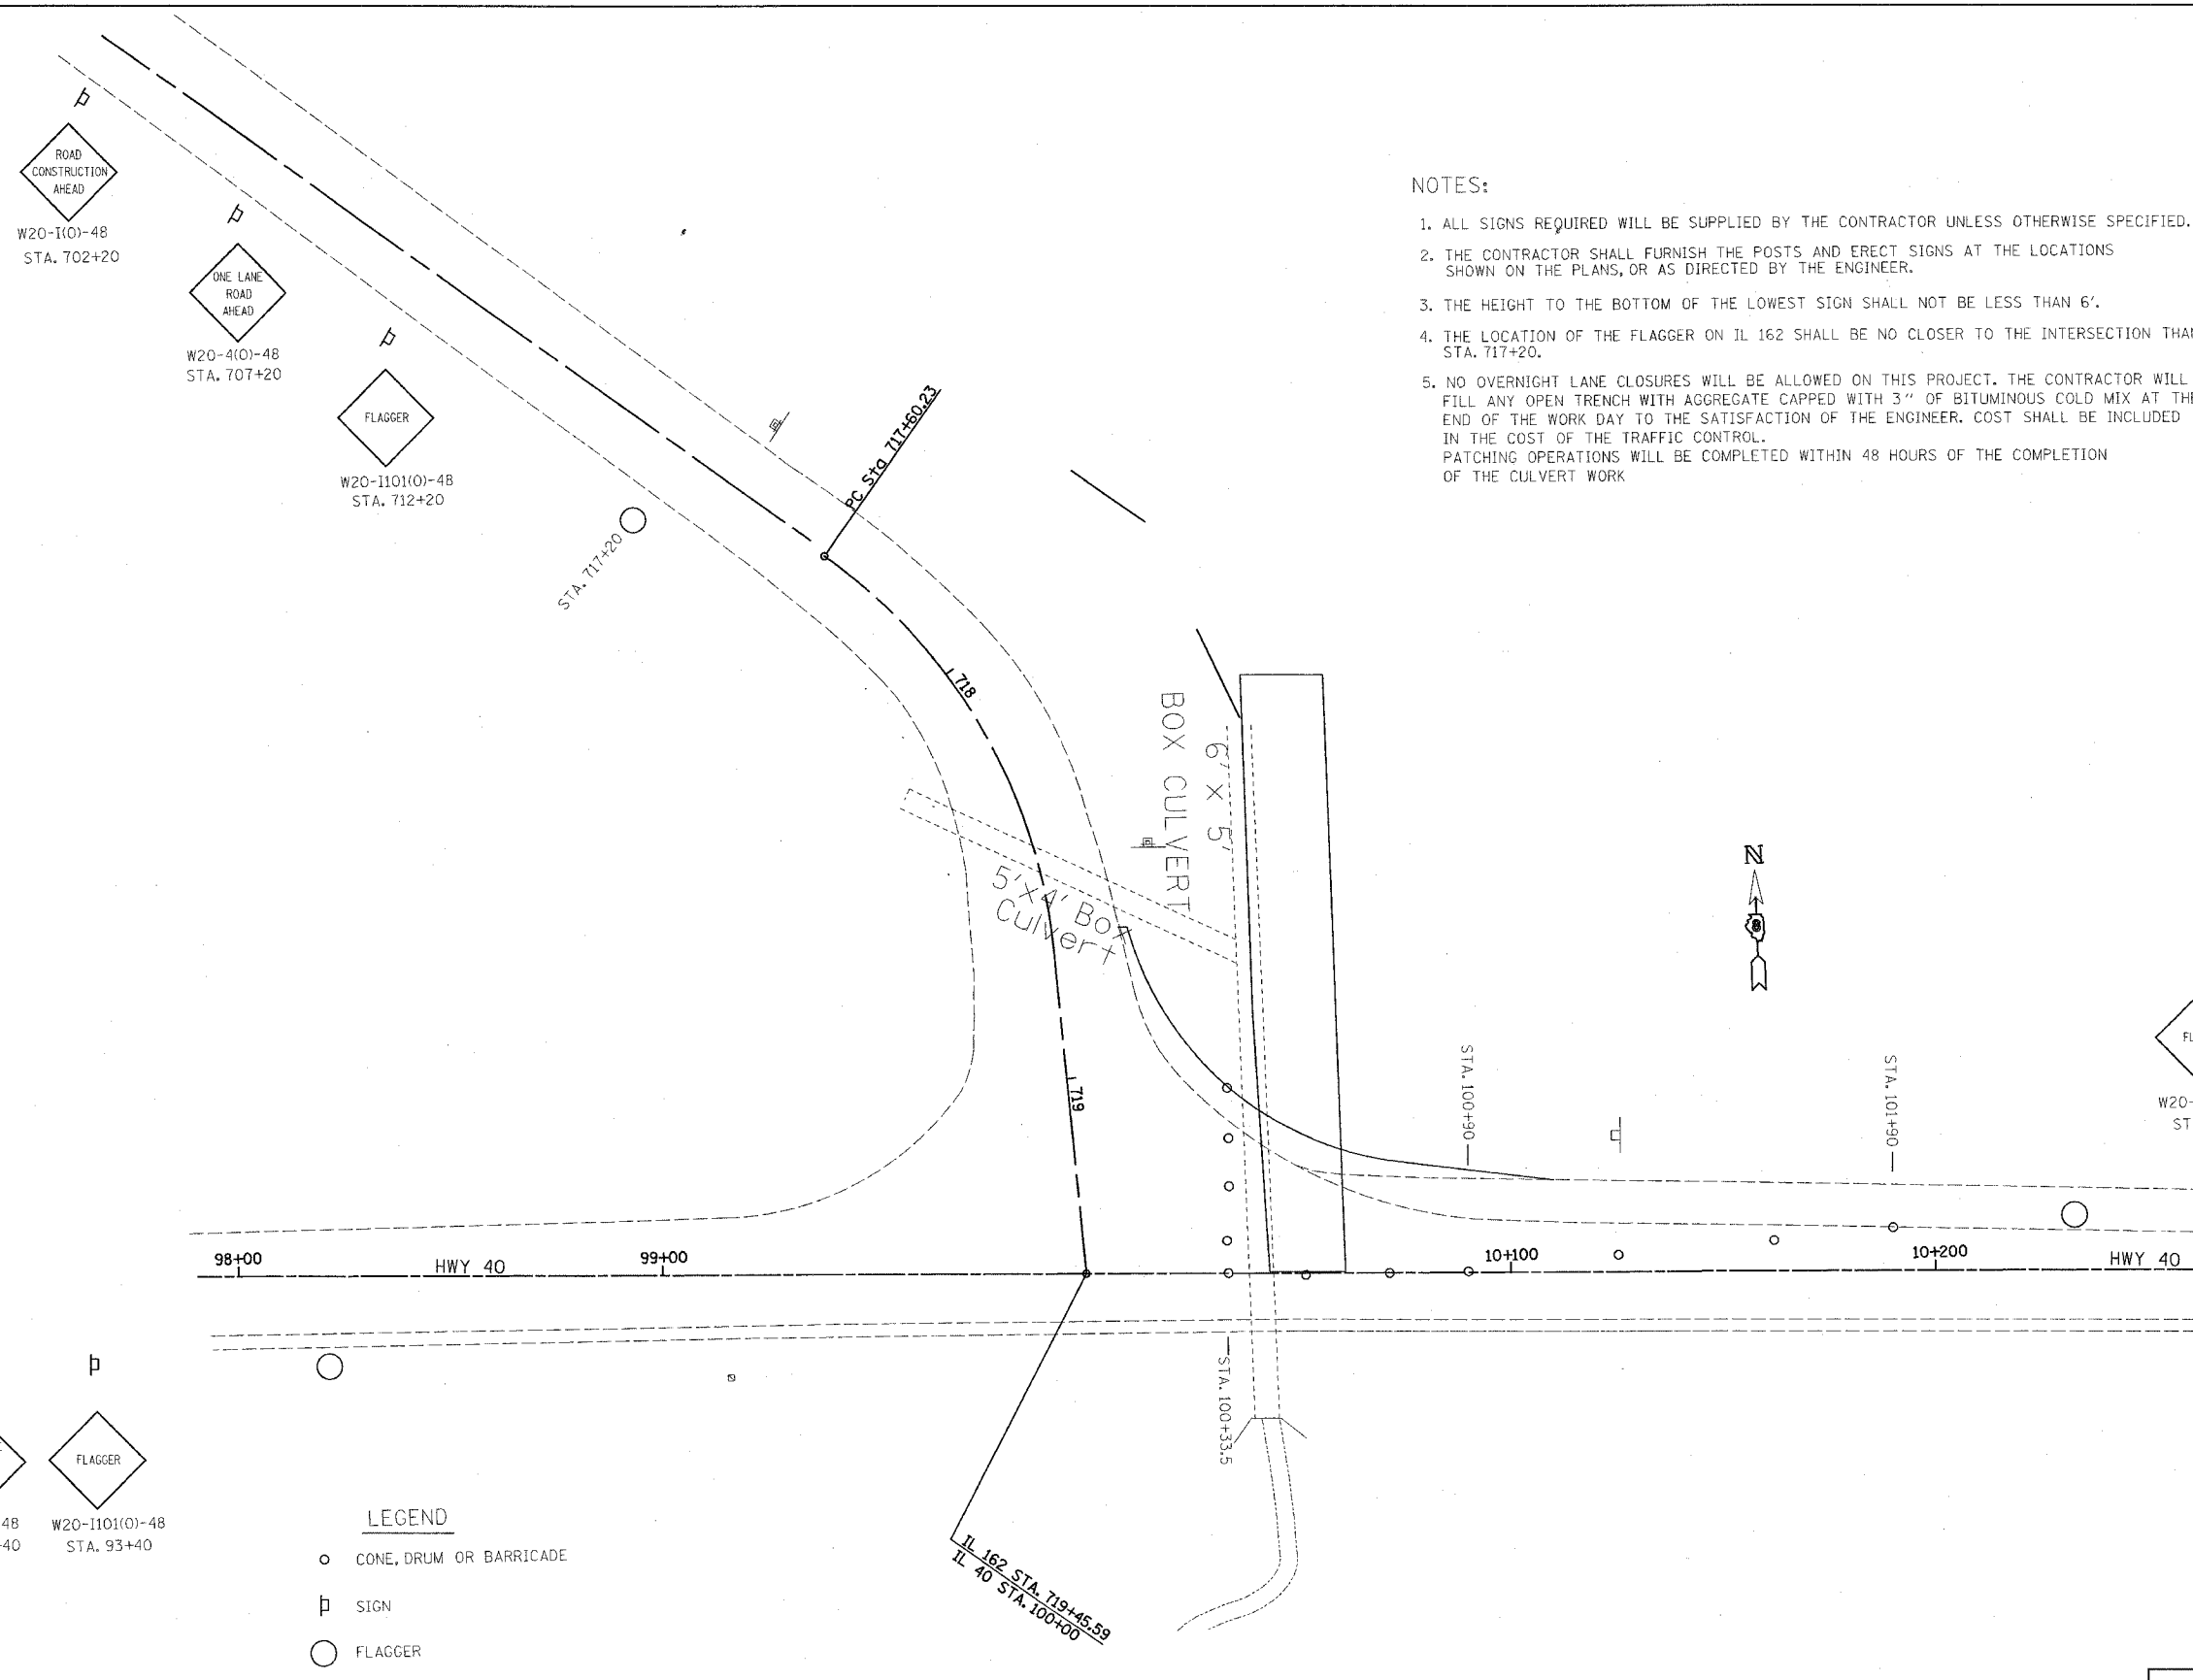 ROAD
CONSTRUCTION
AHEAD
W20-I(O)-48
STA. 702+20
ONE LANE
ROAD
AHEAD
W20-4(O)-48
STA. 707+20
FLAGGER
W20-I101(O)-48
STA. 712+20
STA. 717+20
PC Sta 717+60.23
NOTES:
1. ALL SIGNS REQUIRED WILL BE SUPPLIED BY THE CONTRACTOR UNLESS OTHERWISE SPECIFIED.
2. THE CONTRACTOR SHALL FURNISH THE POSTS AND ERECT SIGNS AT THE LOCATIONS
SHOWN ON THE PLANS, OR AS DIRECTED BY THE ENGINEER.
3. THE HEIGHT TO THE BOTTOM OF THE LOWEST SIGN SHALL NOT BE LESS THAN 6'.
4. THE LOCATION OF THE FLAGGER ON IL 162 SHALL BE NO CLOSER TO THE INTERSECTION THAN
STA. 717+20.
5. NO OVERNIGHT LANE CLOSURES WILL BE ALLOWED ON THIS PROJECT. THE CONTRACTOR WILL
FILL ANY OPEN TRENCH WITH AGGREGATE CAPPED WITH 3" OF BITUMINOUS COLD MIX AT THE
END OF THE WORK DAY TO THE SATISFACTION OF THE ENGINEER. COST SHALL BE INCLUDED
IN THE COST OF THE TRAFFIC CONTROL.
PATCHING OPERATIONS WILL BE COMPLETED WITHIN 48 HOURS OF THE COMPLETION
OF THE CULVERT WORK
718
6' X 5'
BOX CULVERT
5'x4' Box
Culvert
N
8
719
STA. 100+90
STA. 101+90
FL
W20-
ST
98+00
HWY 40
99+00
10+100
10+200
HWY 40
STA. 100+33.5
48
+40
FLAGGER
W20-I101(O)-48
STA. 93+40
IL 162 STA. 719+45.59
IL 40 STA. 100+00
LEGEND
CONE, DRUM OR BARRICADE
SIGN
FLAGGER